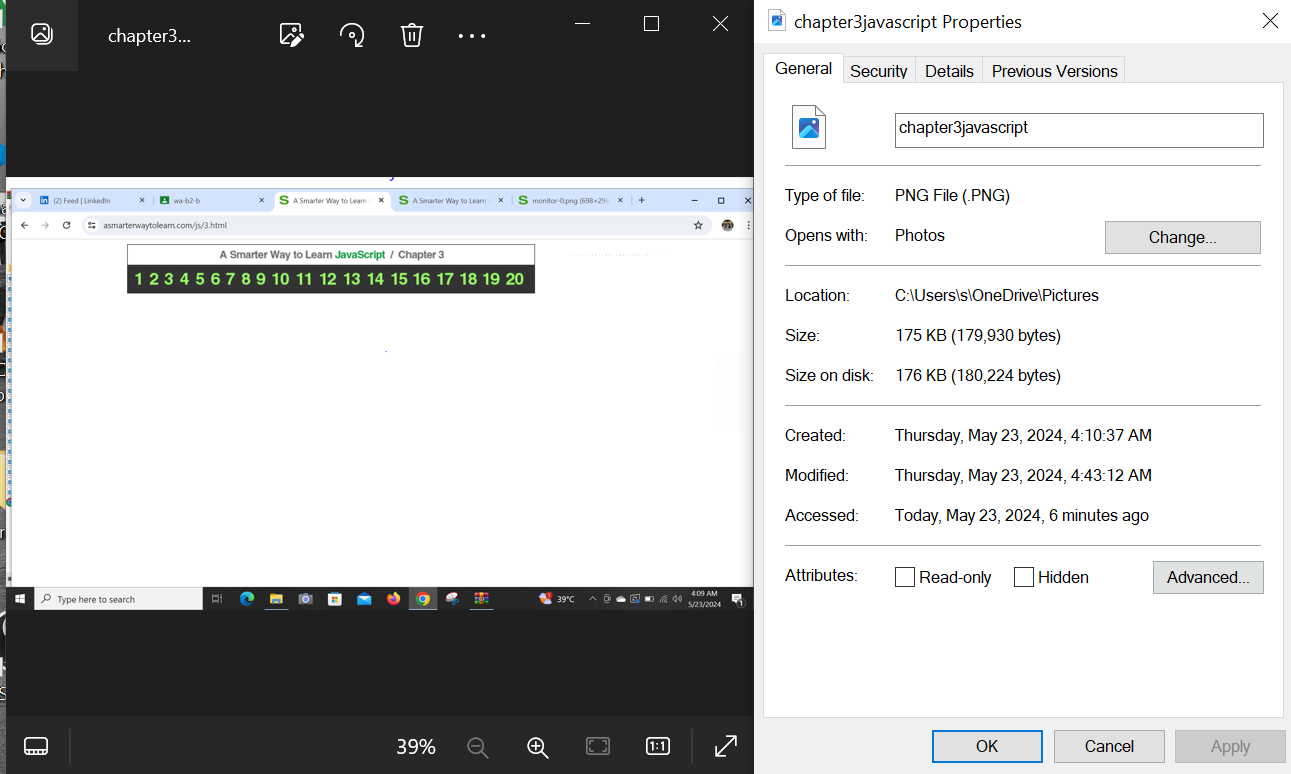 chapter3...
(2) Feed | LinkedIn
wa-b2-b
A Smarter Way to Learn
A Smarter Way to Learn
monitor-0.png (698×296
asmarterwaytolearn.com/js/3.html
A Smarter Way to Learn JavaScript / Chapter 3
1 2 3 4 5 6 7 8 9 10 11 12 13 14 15 16 17 18 19 20
Type here to search
39°C
4:09 AM
5/23/2024
1
39%
1:1
chapter3javascript Properties
General Security Details Previous Versions
chapter3javascript
Type of file: PNG File (.PNG)
Opens with: Photos Change...
Location: C:\Users\s\OneDrive\Pictures
Size: 175 KB (179,930 bytes)
Size on disk: 176 KB (180,224 bytes)
Created: Thursday, May 23, 2024, 4:10:37 AM
Modified: Thursday, May 23, 2024, 4:43:12 AM
Accessed: Today, May 23, 2024, 6 minutes ago
Attributes: Read-only Hidden Advanced...
OK Cancel Apply